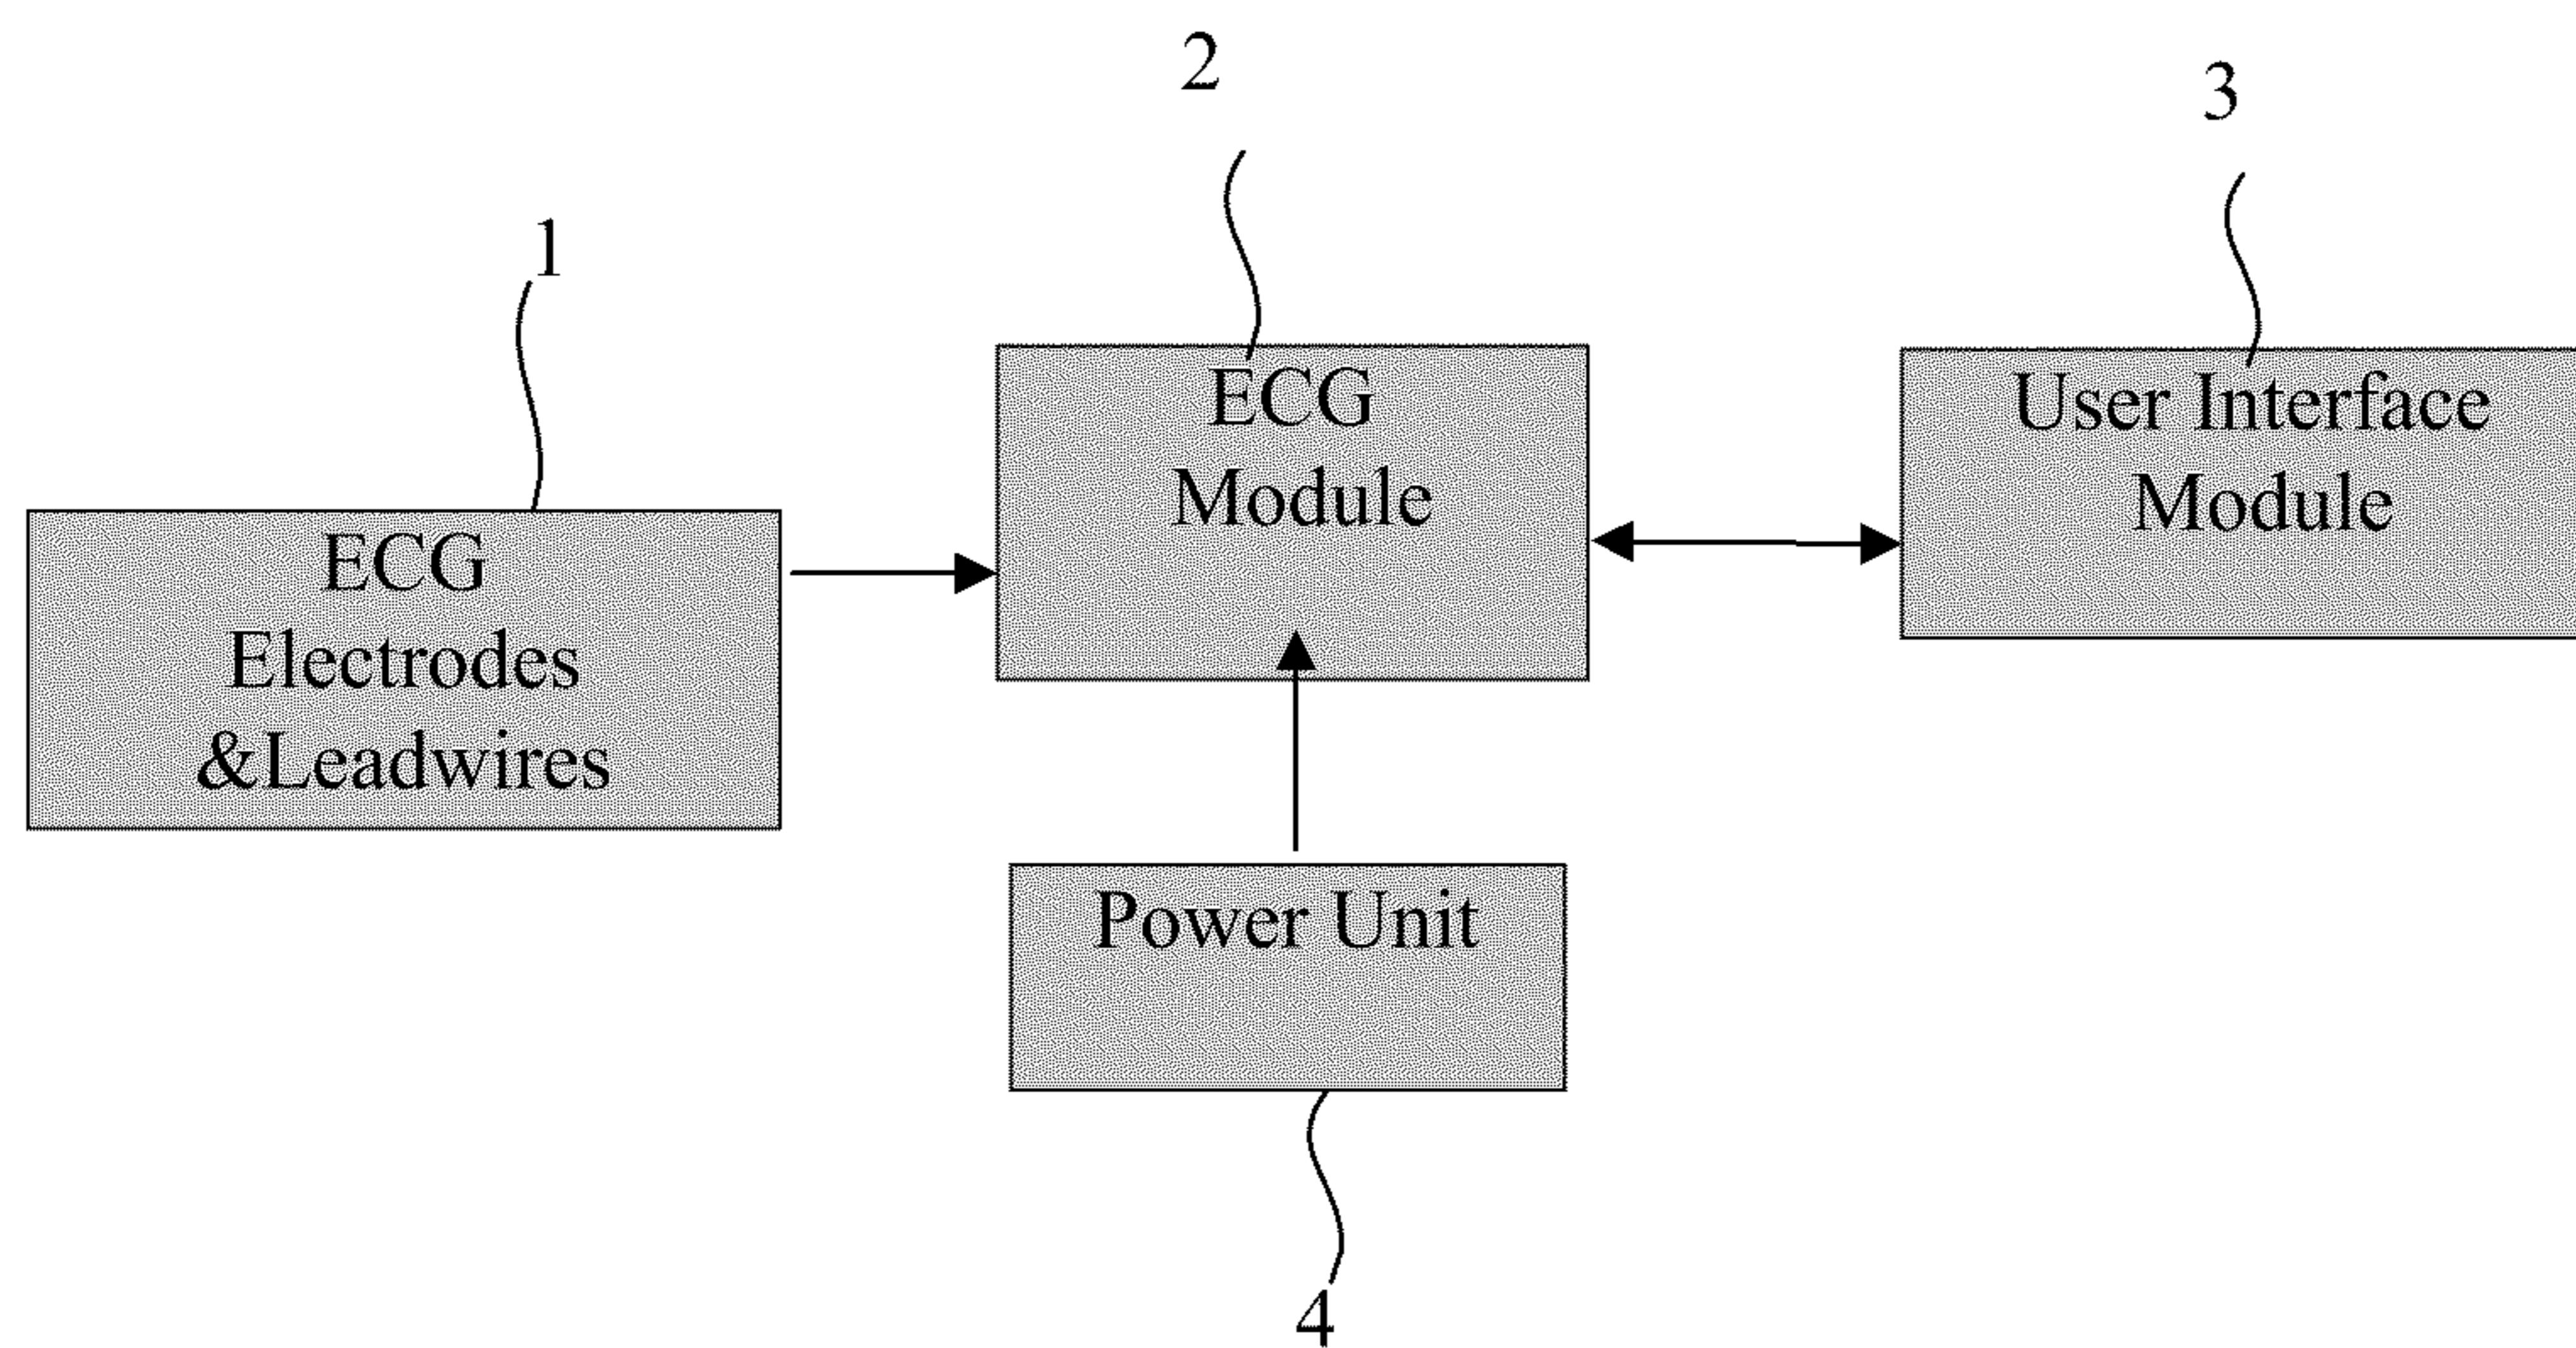 2
3
1
ECG
Module
User Interface
Module
ECG
Electrodes
&Leadwires
Power Unit
4